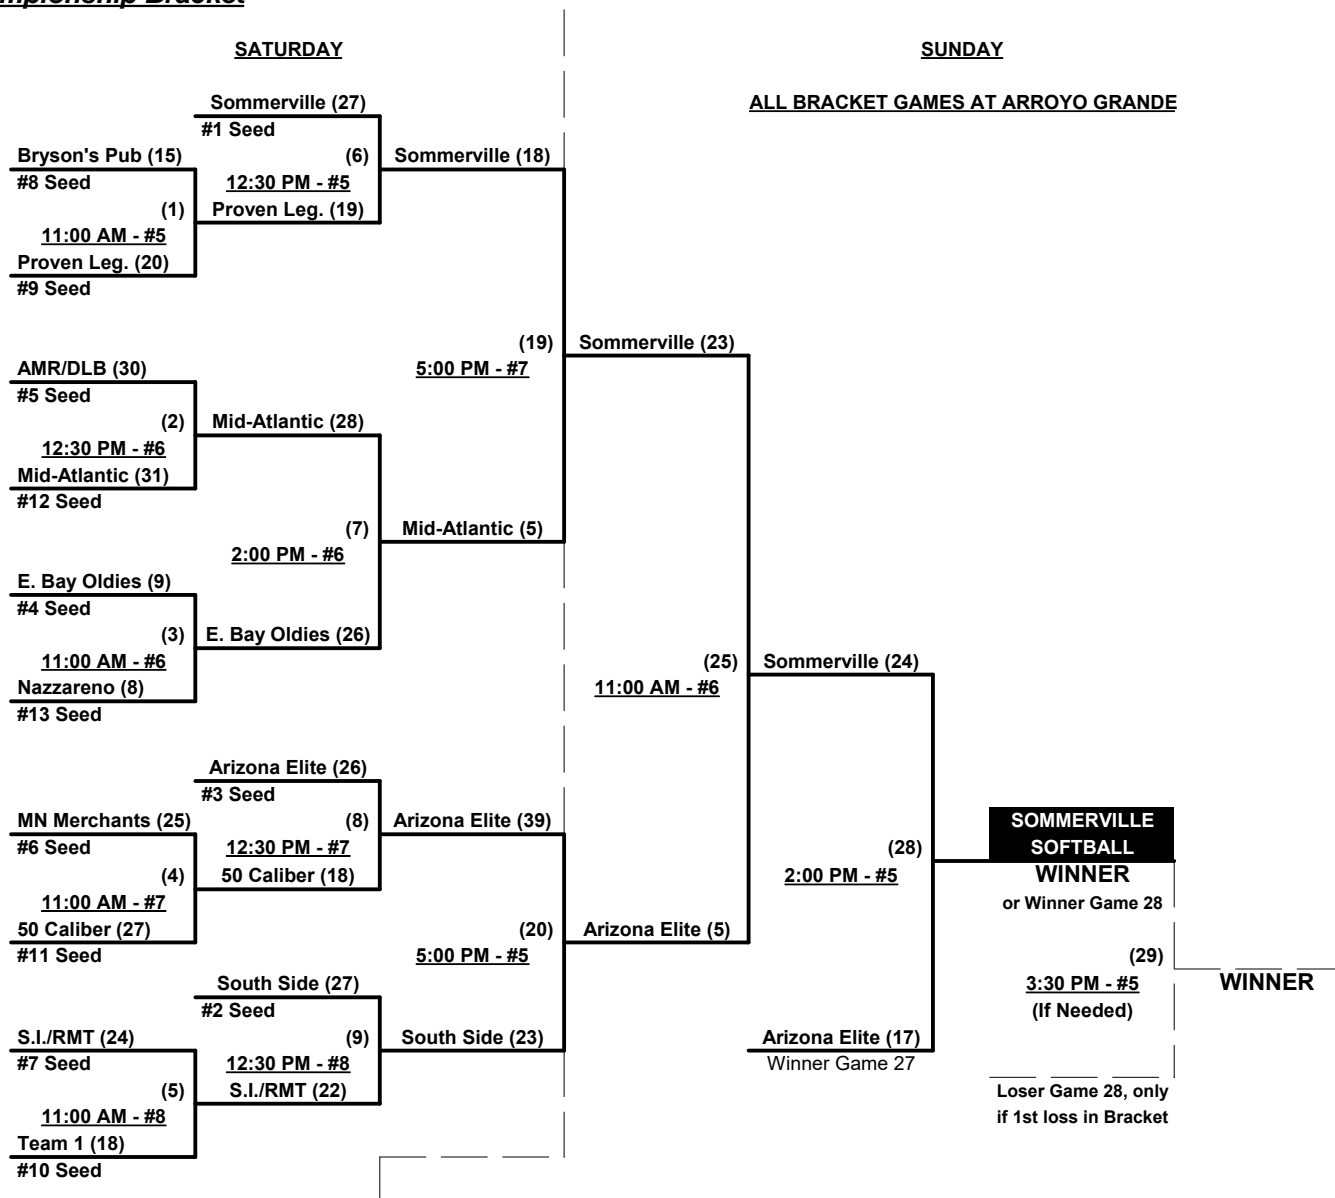 mpionship Bracket
SATURDAY
SUNDAY
ALL BRACKET GAMES AT ARROYO GRANDE
Sommerville (27)
#1 Seed
Bryson's Pub (15)
#8 Seed
(6)
12:30 PM - #5
Sommerville (18)
(1)
11:00 AM - #5
Proven Leg. (19)
Proven Leg. (20)
#9 Seed
(19)
5:00 PM - #7
Sommerville (23)
AMR/DLB (30)
#5 Seed
(2)
12:30 PM - #6
Mid-Atlantic (28)
Mid-Atlantic (31)
#12 Seed
(7)
2:00 PM - #6
Mid-Atlantic (5)
E. Bay Oldies (9)
#4 Seed
(3)
11:00 AM - #6
E. Bay Oldies (26)
Nazzareno (8)
#13 Seed
(25)
11:00 AM - #6
Sommerville (24)
Arizona Elite (26)
#3 Seed
MN Merchants (25)
#6 Seed
(8)
12:30 PM - #7
Arizona Elite (39)
(4)
11:00 AM - #7
50 Caliber (18)
50 Caliber (27)
#11 Seed
(20)
5:00 PM - #5
Arizona Elite (5)
(28)
2:00 PM - #5
SOMMERVILLE
SOFTBALL
WINNER
or Winner Game 28
(29)
3:30 PM - #5
(If Needed)
WINNER
South Side (27)
#2 Seed
S.I./RMT (24)
#7 Seed
(9)
12:30 PM - #8
South Side (23)
(5)
11:00 AM - #8
S.I./RMT (22)
Team 1 (18)
#10 Seed
Arizona Elite (17)
Winner Game 27
Loser Game 28, only
if 1st loss in Bracket